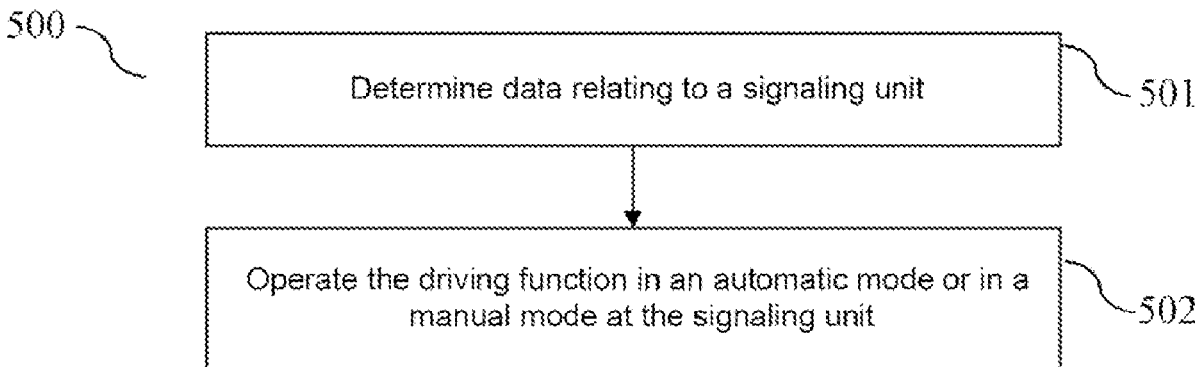 500
Determine data relating to a signaling unit
501
Operate the driving function in an automatic mode or in a
manual mode at the signaling unit
502